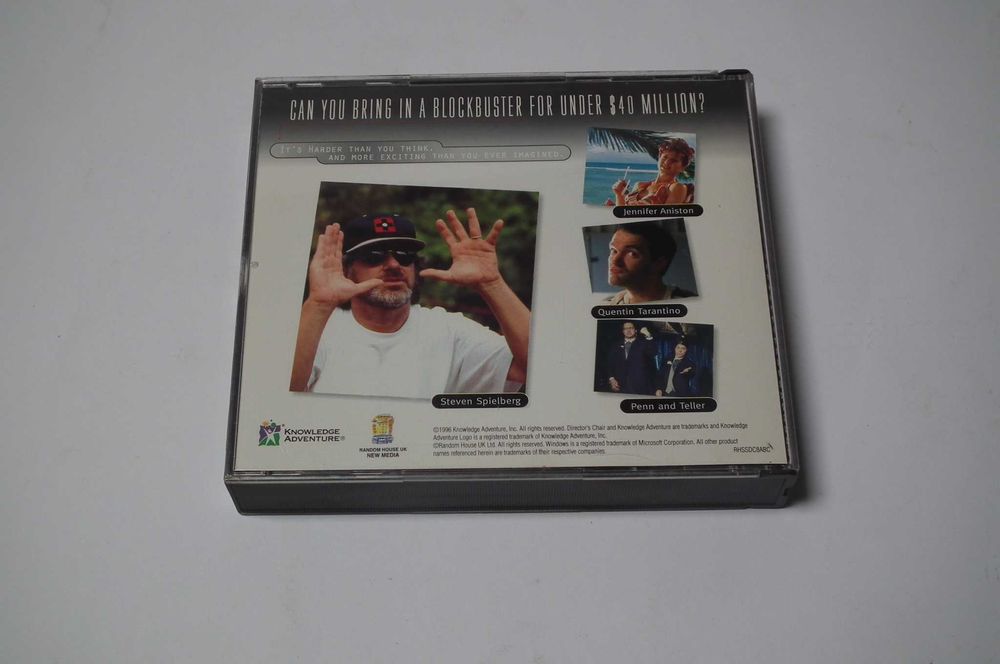 CAN YOU BRING IN A BLOCKBUSTER FOR UNDER $40 MILLION?
IT'S HARDER THAN YOU THINK.
AND MORE EXCITING THAN YOU EVER IMAGINED.
Jennifer Aniston
Quentin Tarantino
Steven Spielberg
Penn and Teller
KNOWLEDGE
ADVENTURE®
RANDOM HOUSE UK
NEW MEDIA
©1996 Knowledge Adventure, Inc. All rights reserved. Director's Chair and Knowledge Adventure are trademarks and Knowledge
Adventure Logo is a registered trademark of Knowledge Adventure, Inc.
©Random House UK Ltd. All rights reserved. Windows is a registered trademark of Microsoft Corporation. All other product
names referenced herein are trademarks of their respective companies.
RHSSDC8ABC